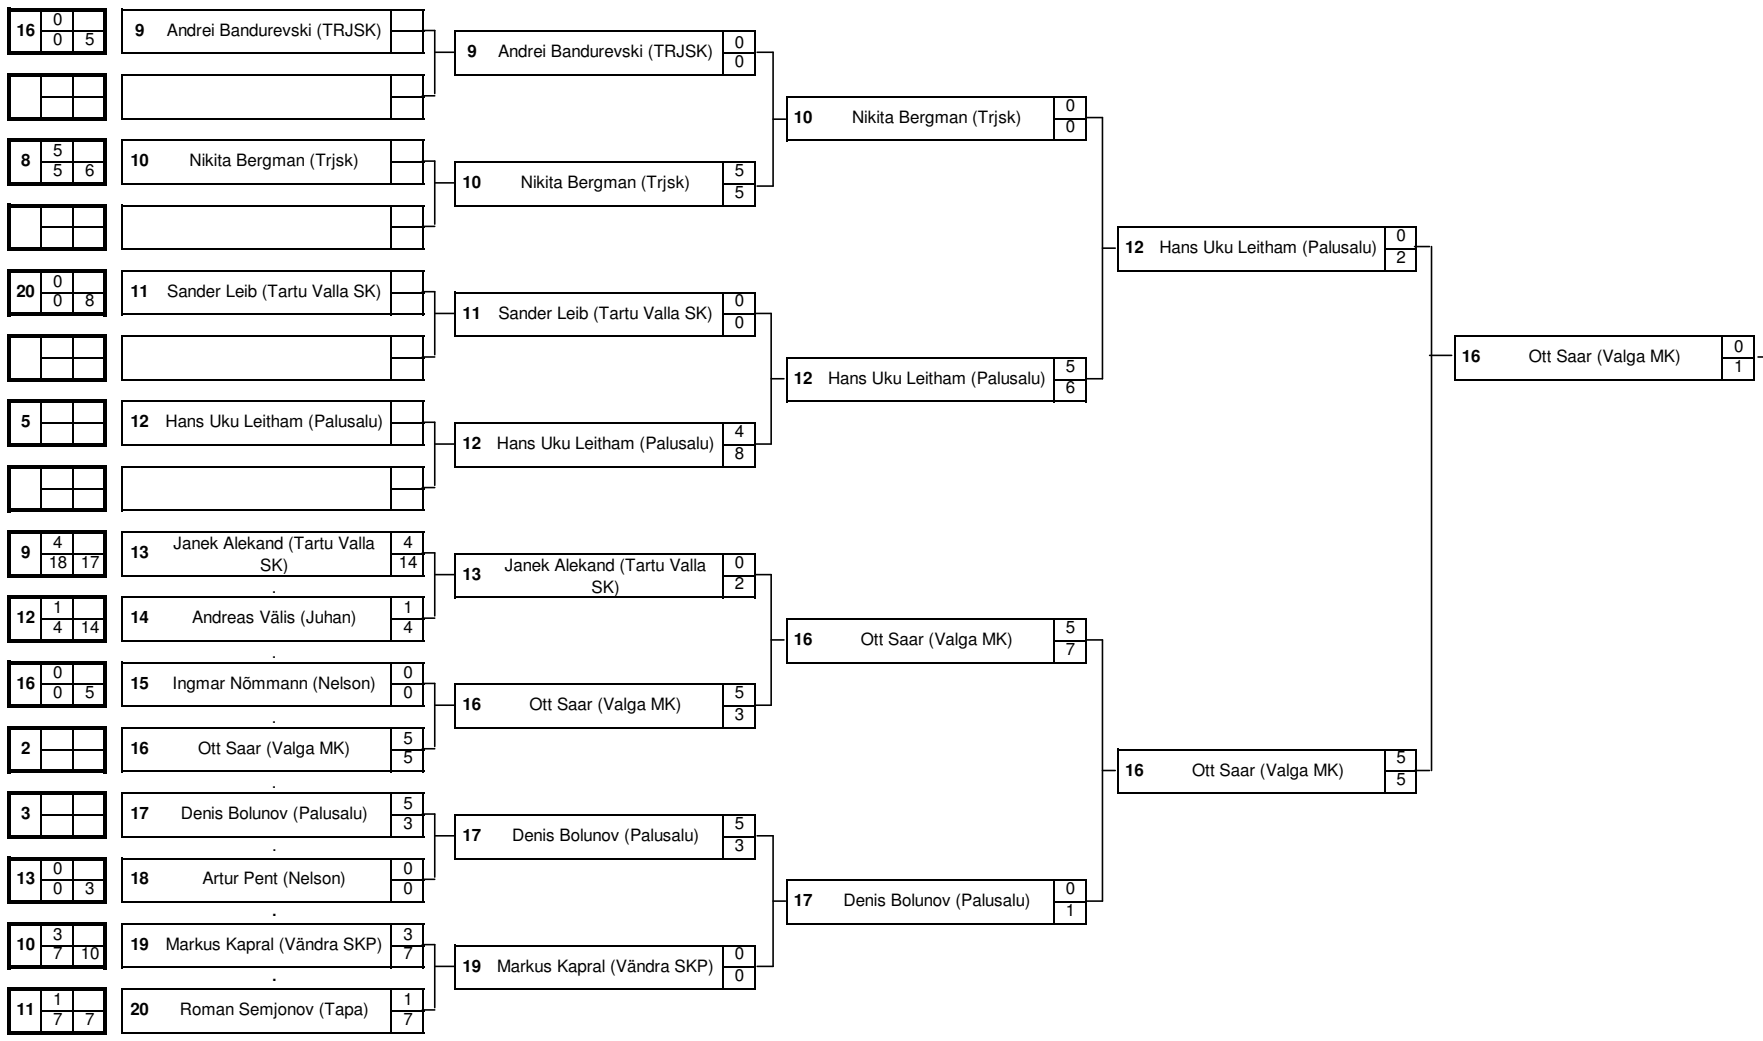 16 0 0 5 9 Andrei Bandurevski (TRJSK)
9 Andrei Bandurevski (TRJSK) 0 0
10 Nikita Bergman (Trjsk) 0 0
8 5 5 6 10 Nikita Bergman (Trjsk)
10 Nikita Bergman (Trjsk) 5 5
12 Hans Uku Leitham (Palusalu) 0 2
20 0 0 8 11 Sander Leib (Tartu Valla SK)
11 Sander Leib (Tartu Valla SK) 0 0
16 Ott Saar (Valga MK) 0 1
12 Hans Uku Leitham (Palusalu) 5 6
5 12 Hans Uku Leitham (Palusalu)
12 Hans Uku Leitham (Palusalu) 4 8
9 4 18 17 13 Janek Alekand (Tartu Valla
SK) 4 14
13 Janek Alekand (Tartu Valla
SK) 0 2
12 1 4 14 14 Andreas Välis (Juhan) 1 4
16 Ott Saar (Valga MK) 5 7
16 0 0 5 15 Ingmar Nõmmann (Nelson) 0 0
16 Ott Saar (Valga MK) 5 3
2 16 Ott Saar (Valga MK) 5 5
16 Ott Saar (Valga MK) 5 5
3 17 Denis Bolunov (Palusalu) 5 3
17 Denis Bolunov (Palusalu) 5 3
13 0 0 3 18 Artur Pent (Nelson) 0 0
17 Denis Bolunov (Palusalu) 0 1
10 3 7 10 19 Markus Kapral (Vändra SKP) 3 7
19 Markus Kapral (Vändra SKP) 0 0
11 1 7 7 20 Roman Semjonov (Tapa) 1 7